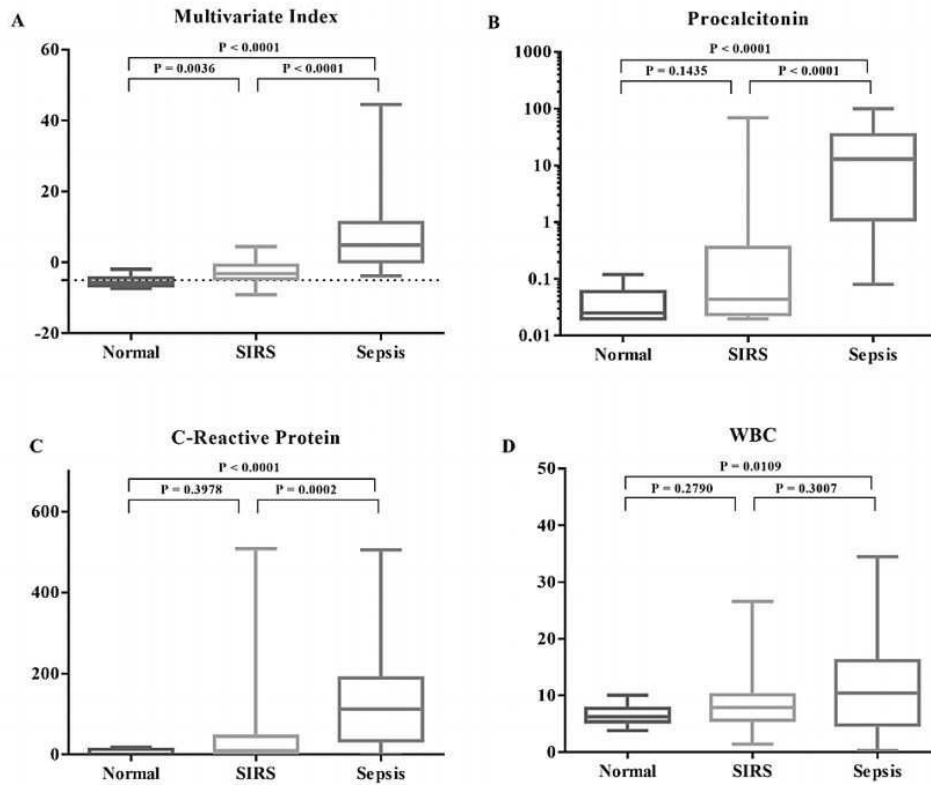 A
Multivariate Index
P < 0.0001
P = 0.0036
P < 0.0001
60
40
20
0
-20
Normal
SIRS
Sepsis
B
Procalcitonin
P < 0.0001
P = 0.1435
P < 0.0001
1000
100
10
1
0.1
0.01
Normal
SIRS
Sepsis
C
C-Reactive Protein
P < 0.0001
P = 0.3978
P = 0.0002
600
400
200
0
Normal
SIRS
Sepsis
D
WBC
P = 0.0109
P = 0.2790
P = 0.3007
50
40
30
20
10
0
Normal
SIRS
Sepsis